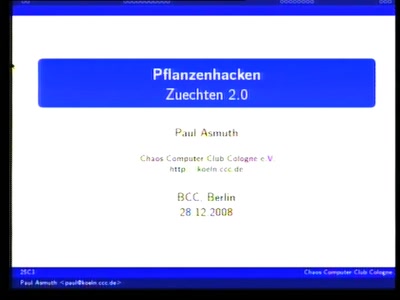 Pflanzenhacken
Zuechten 2.0
Paul Asmuth
Chaos Computer Club Cologne e.V.
http koeln.ccc.de
BCC, Berlin
28.12.2008
25C3
Chaos Computer Club Cologne
Paul Asmuth <paul@koeln.ccc.de>